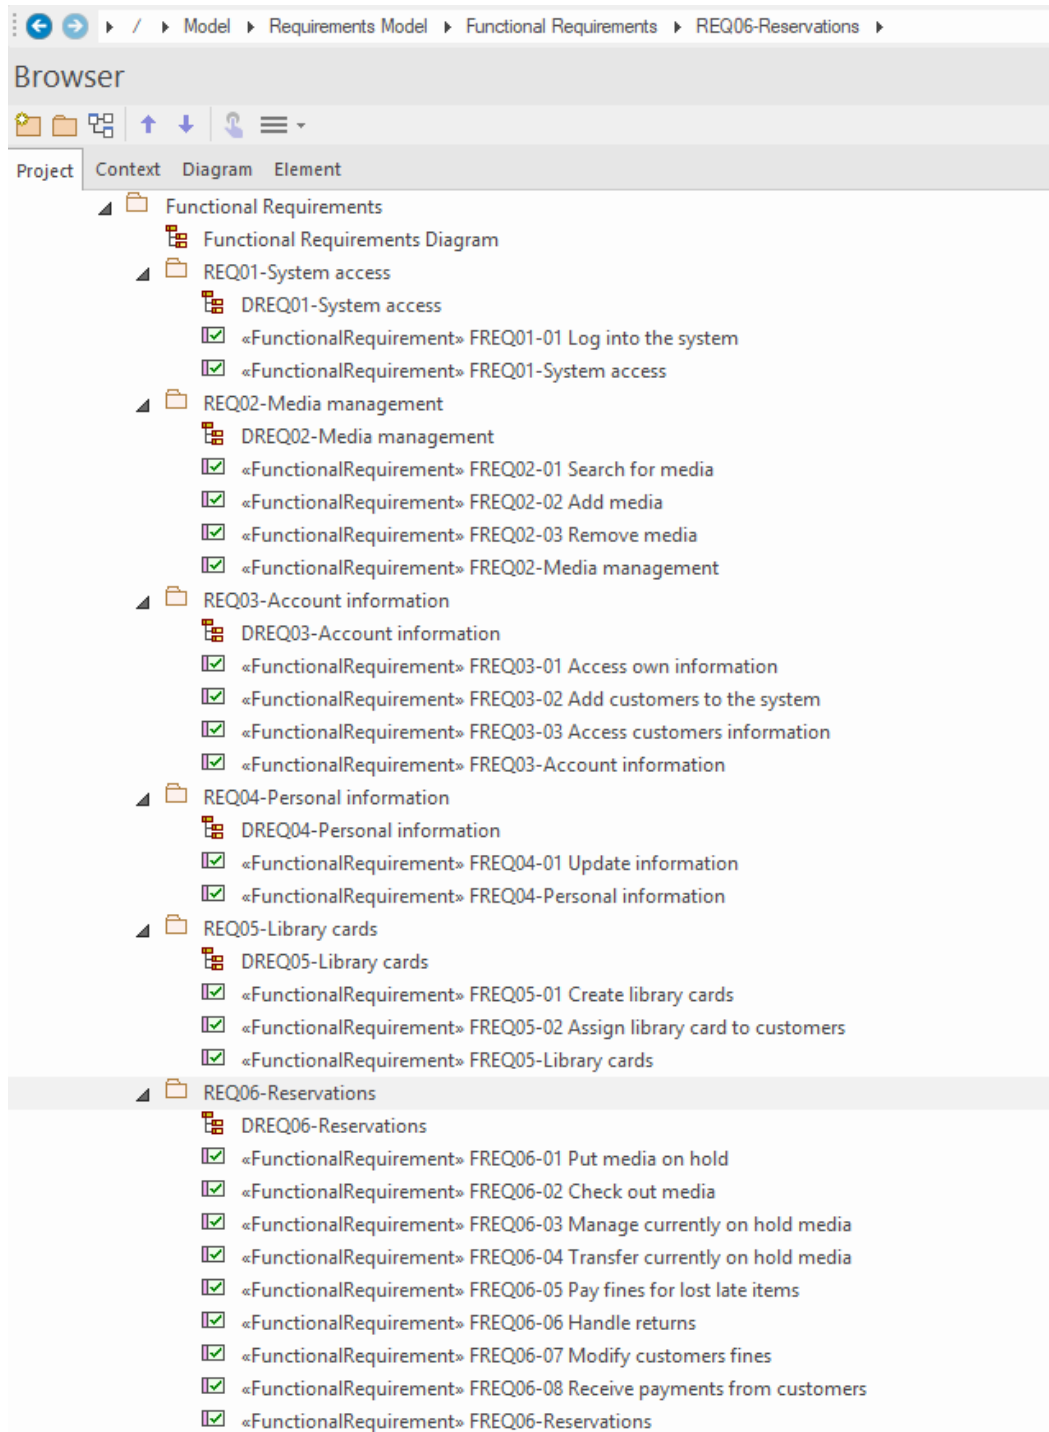 / Model Requirements Model Functional Requirements REQ06-Reservations
Browser
Project Context Diagram Element
Functional Requirements
Functional Requirements Diagram
REQ01-System access
DREQ01-System access
«FunctionalRequirement» FREQ01-01 Log into the system
«FunctionalRequirement» FREQ01-System access
REQ02-Media management
DREQ02-Media management
«FunctionalRequirement» FREQ02-01 Search for media
«FunctionalRequirement» FREQ02-02 Add media
«FunctionalRequirement» FREQ02-03 Remove media
«FunctionalRequirement» FREQ02-Media management
REQ03-Account information
DREQ03-Account information
«FunctionalRequirement» FREQ03-01 Access own information
«FunctionalRequirement» FREQ03-02 Add customers to the system
«FunctionalRequirement» FREQ03-03 Access customers information
«FunctionalRequirement» FREQ03-Account information
REQ04-Personal information
DREQ04-Personal information
«FunctionalRequirement» FREQ04-01 Update information
«FunctionalRequirement» FREQ04-Personal information
REQ05-Library cards
DREQ05-Library cards
«FunctionalRequirement» FREQ05-01 Create library cards
«FunctionalRequirement» FREQ05-02 Assign library card to customers
«FunctionalRequirement» FREQ05-Library cards
REQ06-Reservations
DREQ06-Reservations
«FunctionalRequirement» FREQ06-01 Put media on hold
«FunctionalRequirement» FREQ06-02 Check out media
«FunctionalRequirement» FREQ06-03 Manage currently on hold media
«FunctionalRequirement» FREQ06-04 Transfer currently on hold media
«FunctionalRequirement» FREQ06-05 Pay fines for lost late items
«FunctionalRequirement» FREQ06-06 Handle returns
«FunctionalRequirement» FREQ06-07 Modify customers fines
«FunctionalRequirement» FREQ06-08 Receive payments from customers
«FunctionalRequirement» FREQ06-Reservations